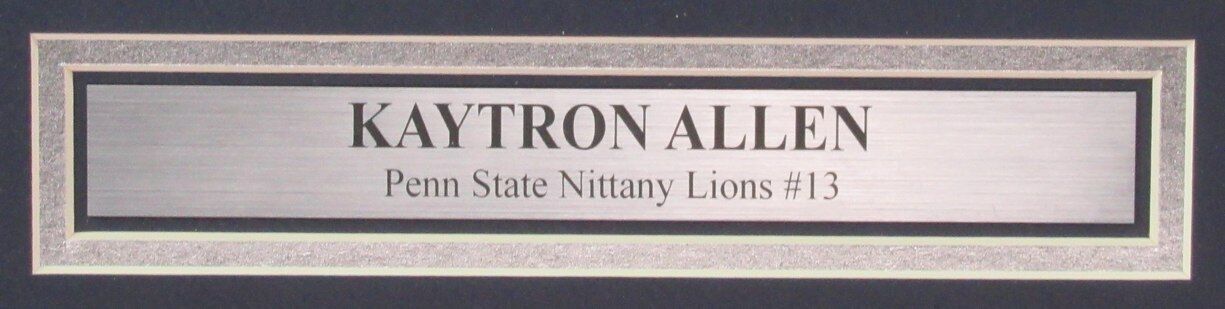 KAYTRON ALLEN
Penn State Nittany Lions #13